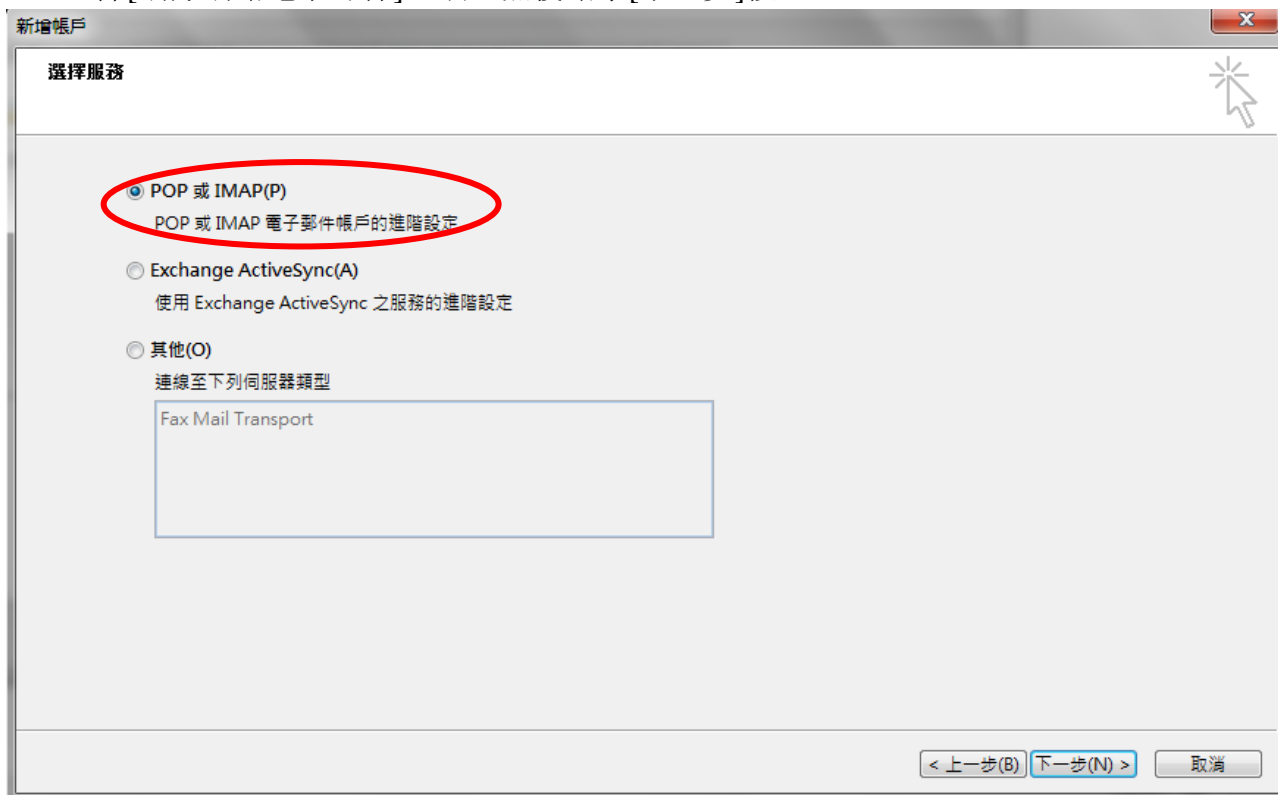 新增帳戶
選擇服務
POP 或 IMAP(P)
POP 或 IMAP 電子郵件帳戶的進階設定
Exchange ActiveSync(A)
使用 Exchange ActiveSync 之服務的進階設定
其他(O)
連線至下列伺服器類型
Fax Mail Transport
< 上一步(B) 下一步(N) > 取消